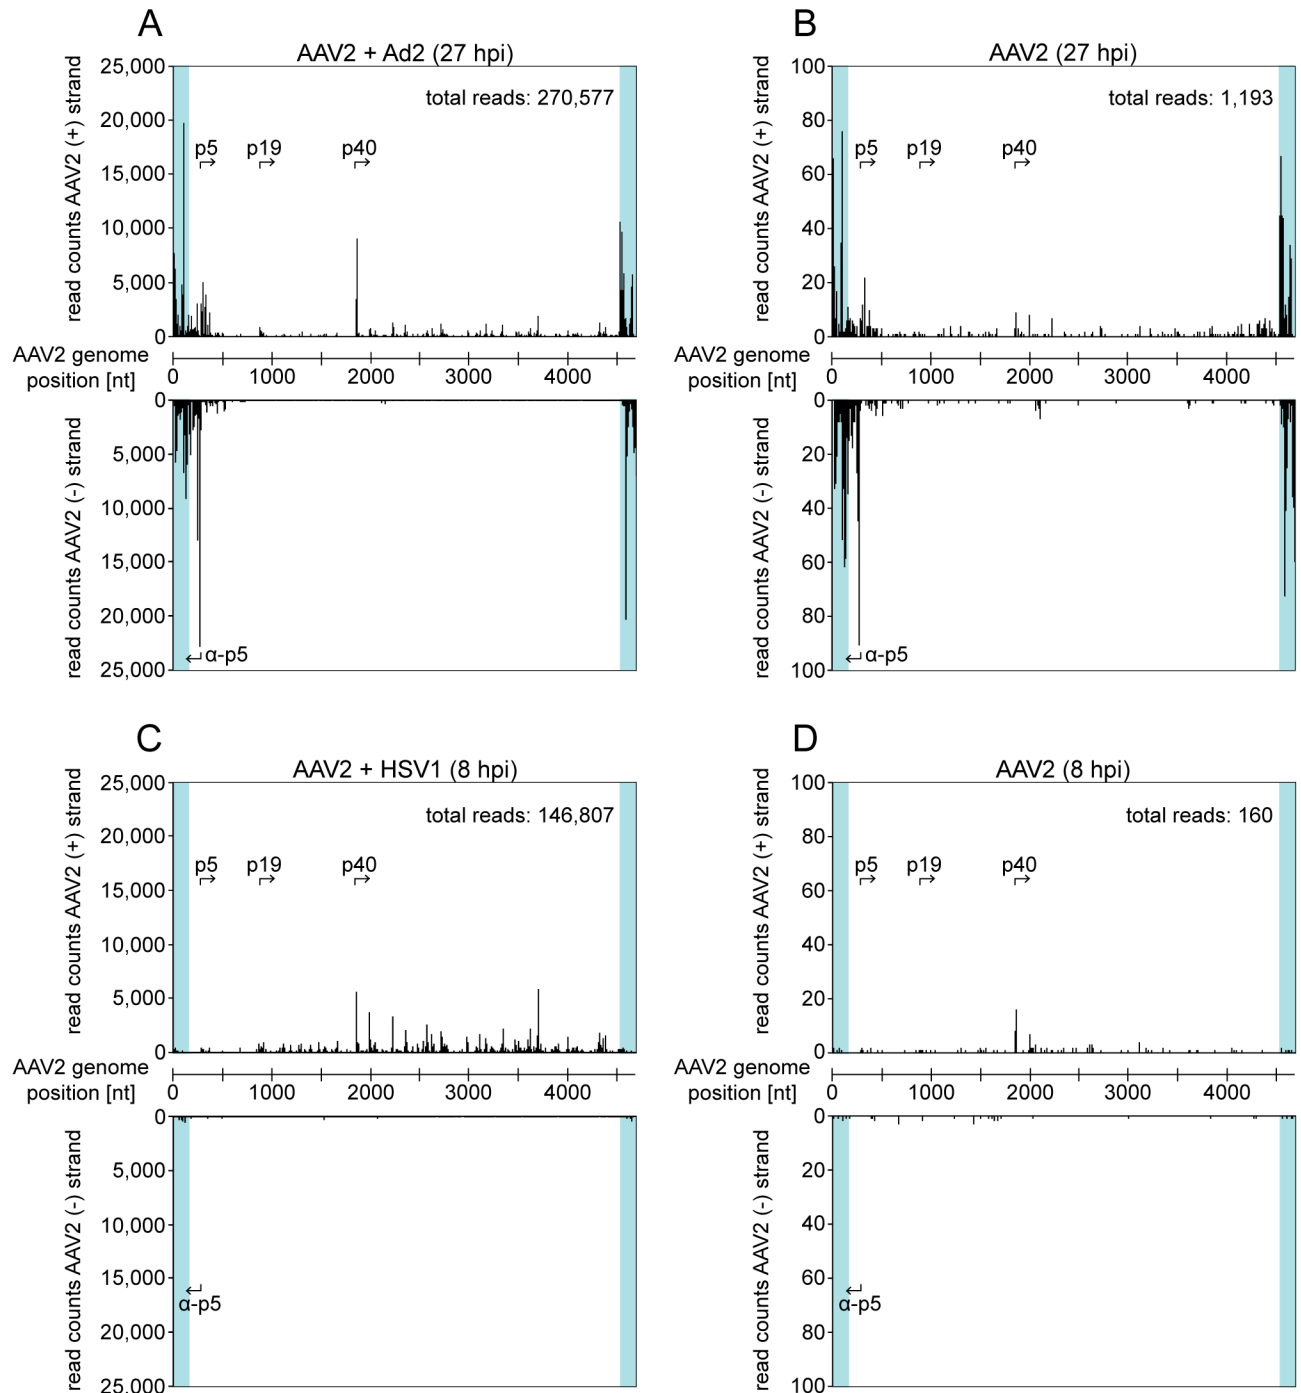 A
AAV2 + Ad2 (27 hpi)
read counts AAV2 (+) strand
25,000
20,000
15,000
10,000
5,000
0
total reads: 270,577
p5 p19 p40
AAV2 genome
position [nt]
0 1000 2000 3000 4000
read counts AAV2 (-) strand
0
5,000
10,000
15,000
20,000
25,000
α-p5
B
AAV2 (27 hpi)
read counts AAV2 (+) strand
100
80
60
40
20
0
total reads: 1,193
p5 p19 p40
AAV2 genome
position [nt]
0 1000 2000 3000 4000
read counts AAV2 (-) strand
0
20
40
60
80
100
α-p5
C
AAV2 + HSV1 (8 hpi)
read counts AAV2 (+) strand
25,000
20,000
15,000
10,000
5,000
0
total reads: 146,807
p5 p19 p40
AAV2 genome
position [nt]
0 1000 2000 3000 4000
read counts AAV2 (-) strand
0
5,000
10,000
15,000
20,000
25,000
α-p5
D
AAV2 (8 hpi)
read counts AAV2 (+) strand
100
80
60
40
20
0
total reads: 160
p5 p19 p40
AAV2 genome
position [nt]
0 1000 2000 3000 4000
read counts AAV2 (-) strand
0
20
40
60
80
100
α-p5